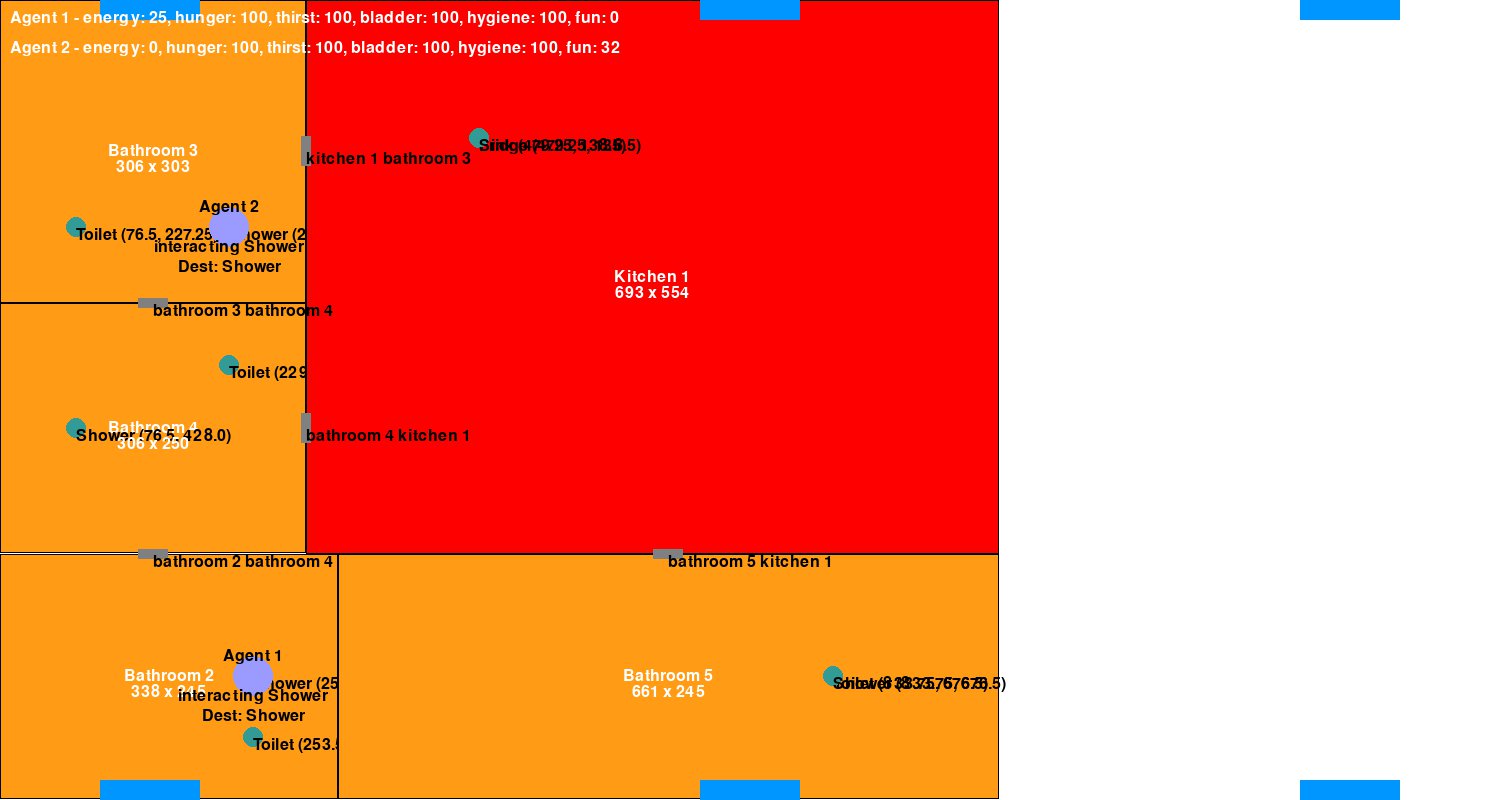 Agent 1 - energy: 25, hunger: 100, thirst: 100, bladder: 100, hygiene: 100, fun: 0
Agent 2 - energy: 0, hunger: 100, thirst: 100, bladder: 100, hygiene: 100, fun: 32
Bathroom 3
306 x 303
kitchen 1 bathroom 3
Agent 2
Toilet (76.5, 227.25
interacting Shower
Dest: Shower
Kitchen 1
693 x 554
bathroom 3 bathroom 4
Toilet (229
Bathroom 4
Shower (76.5, 428.0)
306 x 250
bathroom 4 kitchen 1
bathroom 2 bathroom 4
bathroom 5 kitchen 1
Agent 1
Bathroom 2
338 x 245
interacting Shower
Dest: Shower
Toilet (253.5
Bathroom 5
661 x 245